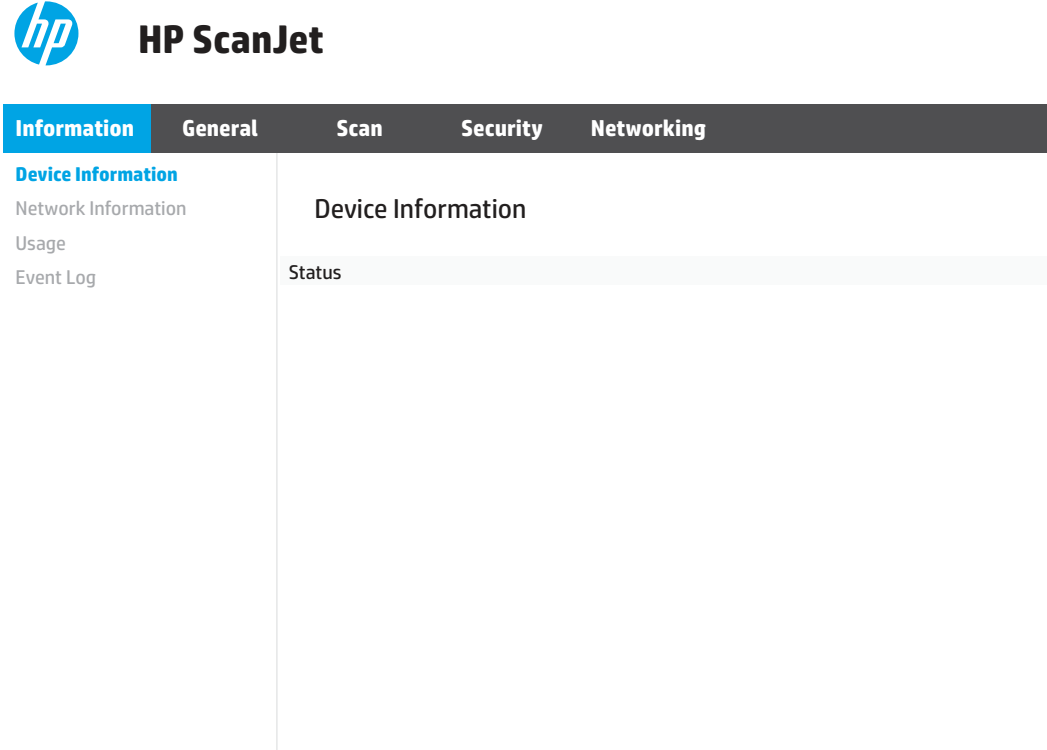 hp
HP ScanJet
Information General Scan Security Networking
Device Information
Network Information
Usage
Event Log
Device Information
Status